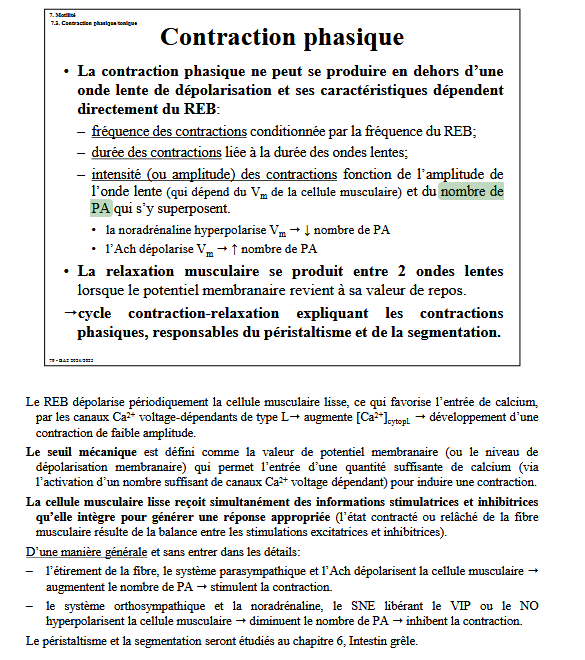 7. Motilité
7.3. Contraction phasique/tonique
Contraction phasique
• La contraction phasique ne peut se produire en dehors d’une
onde lente de dépolarisation et ses caractéristiques dépendent
directement du REB:
– fréquence des contractions conditionnée par la fréquence du REB;
– durée des contractions liée à la durée des ondes lentes;
– intensité (ou amplitude) des contractions fonction de l’amplitude de
l’onde lente (qui dépend du Vm de la cellule musculaire) et du nombre de
PA qui s’y superposent.
• la noradrénaline hyperpolarise Vm → ↓ nombre de PA
• l’Ach dépolarise Vm → ↑ nombre de PA
• La relaxation musculaire se produit entre 2 ondes lentes
lorsque le potentiel membranaire revient à sa valeur de repos.
→cycle contraction-relaxation expliquant les contractions
phasiques, responsables du péristaltisme et de la segmentation.
79 - BA2 2024/2025
Le REB dépolarise périodiquement la cellule musculaire lisse, ce qui favorise l’entrée de calcium,
par les canaux Ca²⁺ voltage-dépendants de type L→ augmente [Ca²⁺]cytopl. → développement d’une
contraction de faible amplitude.
Le seuil mécanique est défini comme la valeur de potentiel membranaire (ou le niveau de
dépolarisation membranaire) qui permet l’entrée d’une quantité suffisante de calcium (via
l’activation d’un nombre suffisant de canaux Ca²⁺ voltage dépendant) pour induire une contraction.
La cellule musculaire lisse reçoit simultanément des informations stimulatrices et inhibitrices
qu’elle intègre pour générer une réponse appropriée (l’état contracté ou relâché de la fibre
musculaire résulte de la balance entre les stimulations excitatrices et inhibitrices).
D’une manière générale et sans entrer dans les détails:
– l’étirement de la fibre, le système parasympathique et l’Ach dépolarisent la cellule musculaire →
augmentent le nombre de PA → stimulent la contraction.
– le système orthosympathique et la noradrénaline, le SNE libérant le VIP ou le NO
hyperpolarisent la cellule musculaire → diminuent le nombre de PA → inhibent la contraction.
Le péristaltisme et la segmentation seront étudiés au chapitre 6, Intestin grêle.